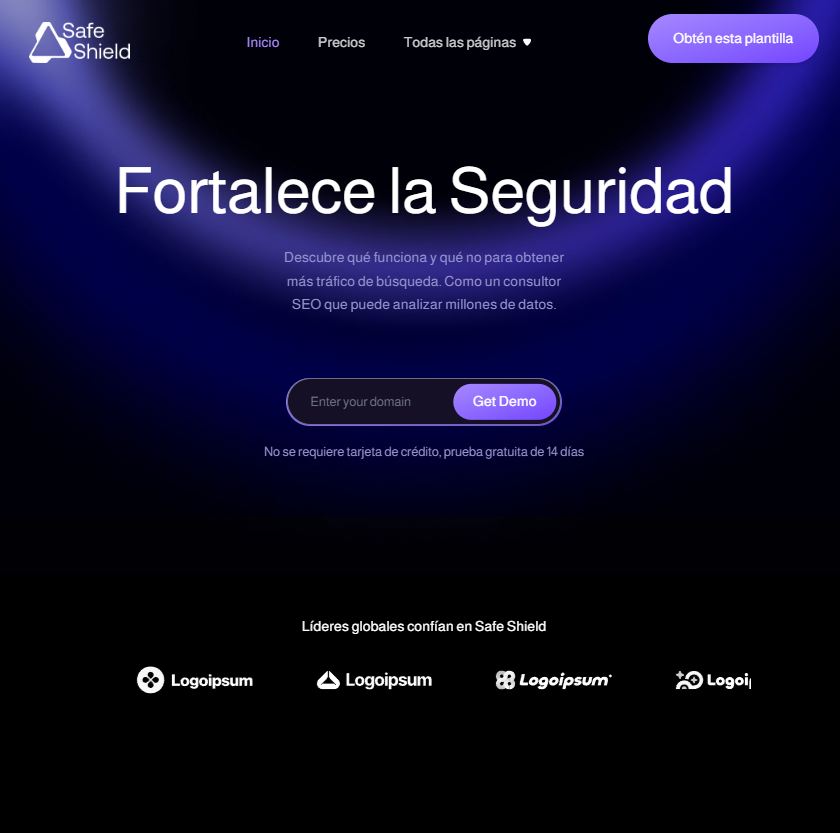 Safe
Shield
Inicio
Precios
Todas las páginas
Obtén esta plantilla
Fortalece la Seguridad
Descubre qué funciona y qué no para obtener
más tráfico de búsqueda. Como un consultor
SEO que puede analizar millones de datos.
Enter your domain
Get Demo
No se requiere tarjeta de crédito, prueba gratuita de 14 días
Líderes globales confían en Safe Shield
Logoipsum
Logoipsum
Logoipsum